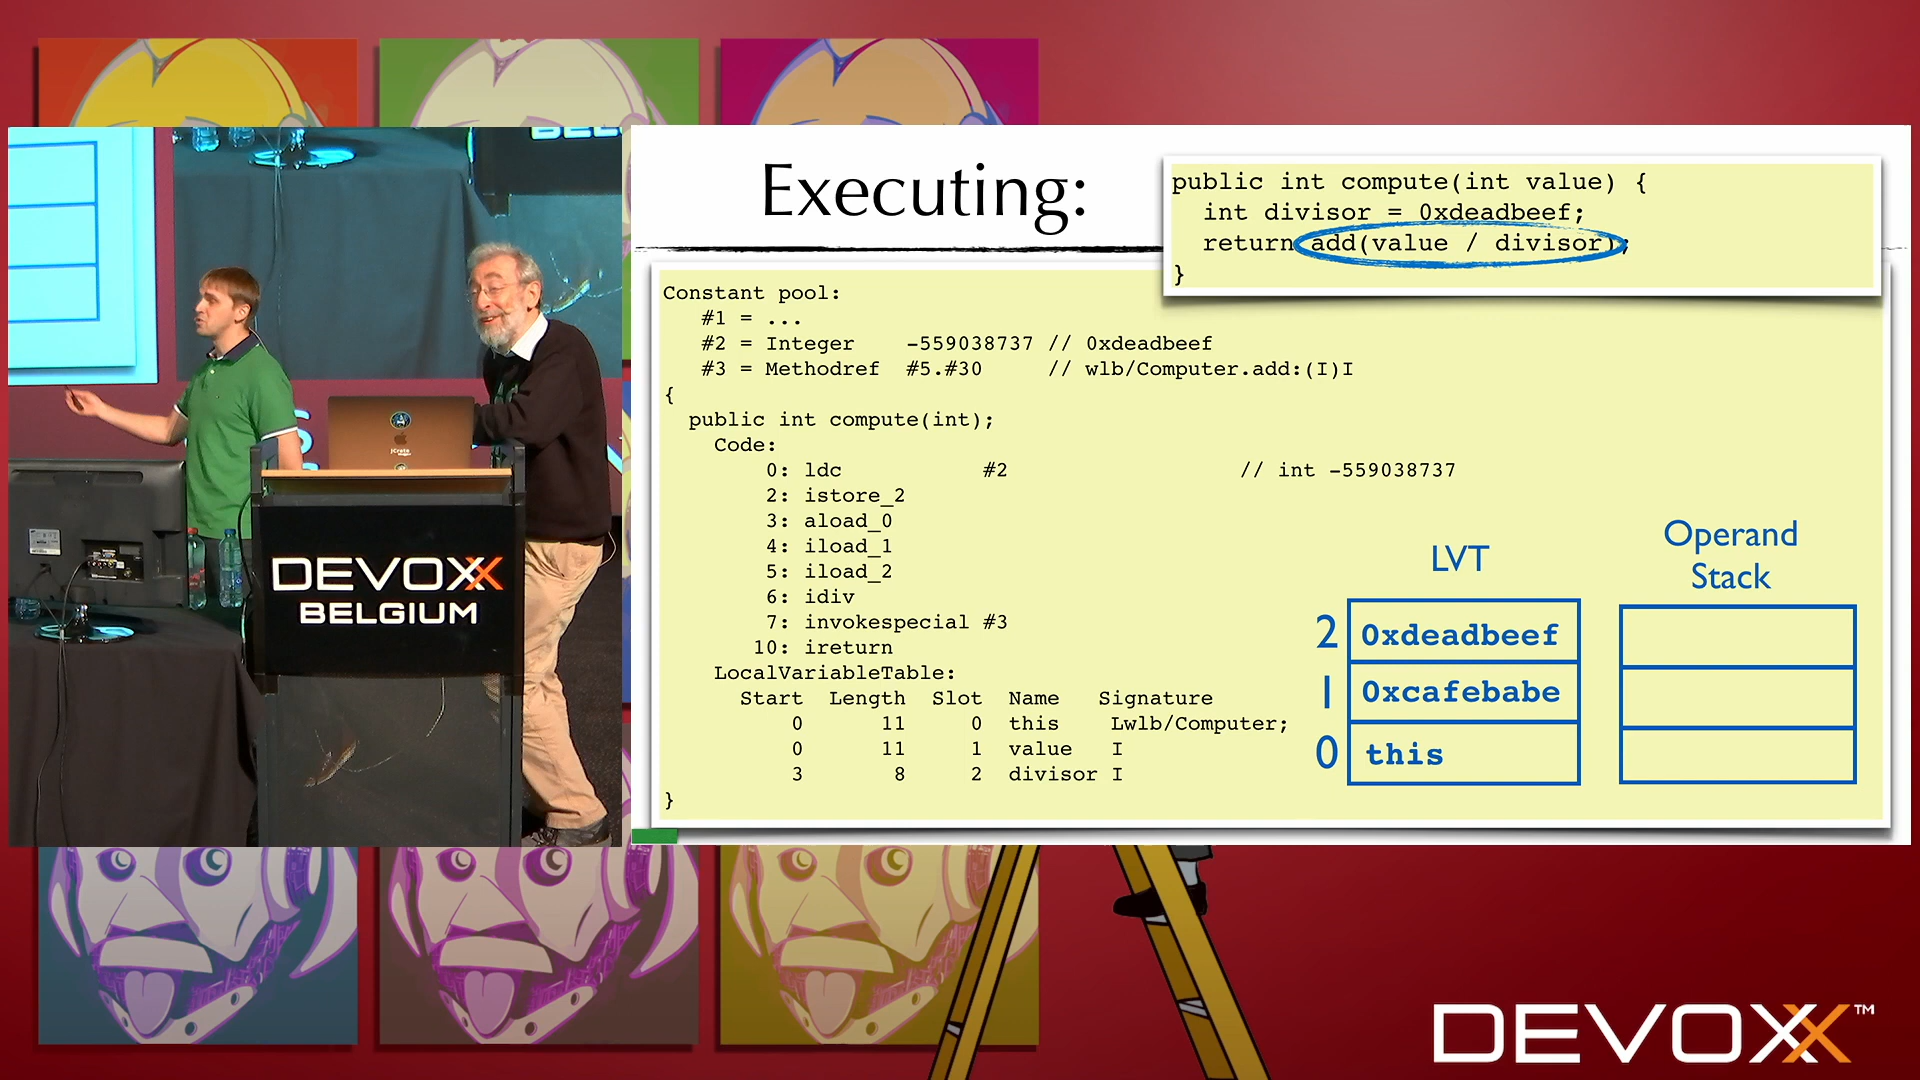 BELG
DEVOXX
BELGIUM
jCrete
Executing:
public int compute(int value) {
int divisor = 0xdeadbeef;
return add(value / divisor);
}
Constant pool:
#1 = ...
#2 = Integer -559038737 // 0xdeadbeef
#3 = Methodref #5.#30 // wlb/Computer.add:(I)I
{
public int compute(int);
Code:
0: ldc #2 // int -559038737
2: istore_2
3: aload_0
4: iload_1
5: iload_2
6: idiv
7: invokespecial #3
10: ireturn
LocalVariableTable:
Start Length Slot Name Signature
0 11 0 this Lwlb/Computer;
0 11 1 value I
3 8 2 divisor I
}
LVT
2 0xdeadbeef
1 0xcafebabe
0 this
Operand
Stack
DEVOXX™